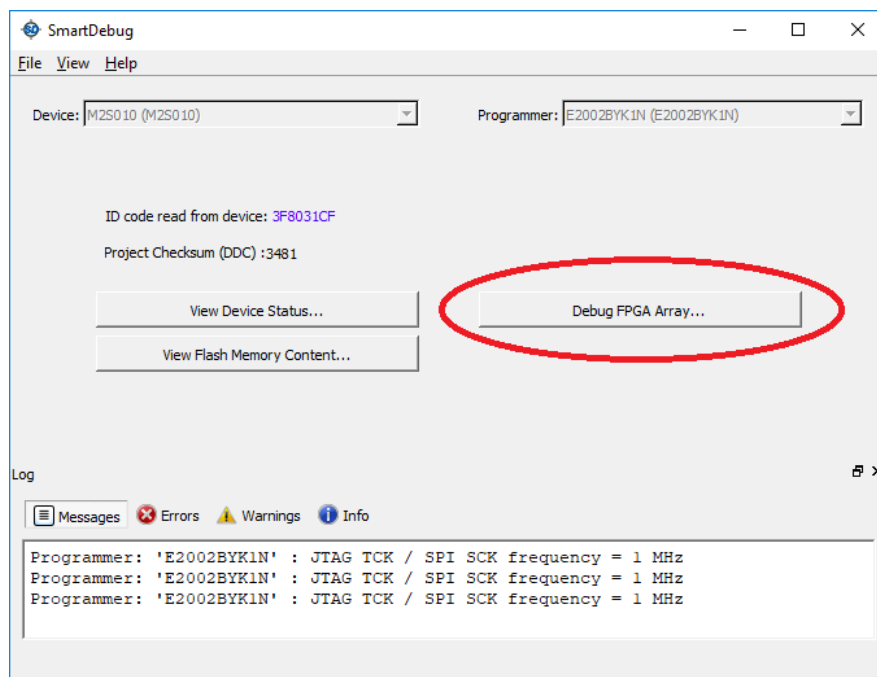 SmartDebug
File View Help
Device: M2S010 (M2S010) Programmer: E2002BYK1N (E2002BYK1N)
ID code read from device: 3F8031CF
Project Checksum (DDC) :3481
View Device Status... Debug FPGA Array...
View Flash Memory Content...
Log
Messages Errors Warnings Info
Programmer: 'E2002BYK1N' : JTAG TCK / SPI SCK frequency = 1 MHz
Programmer: 'E2002BYK1N' : JTAG TCK / SPI SCK frequency = 1 MHz
Programmer: 'E2002BYK1N' : JTAG TCK / SPI SCK frequency = 1 MHz